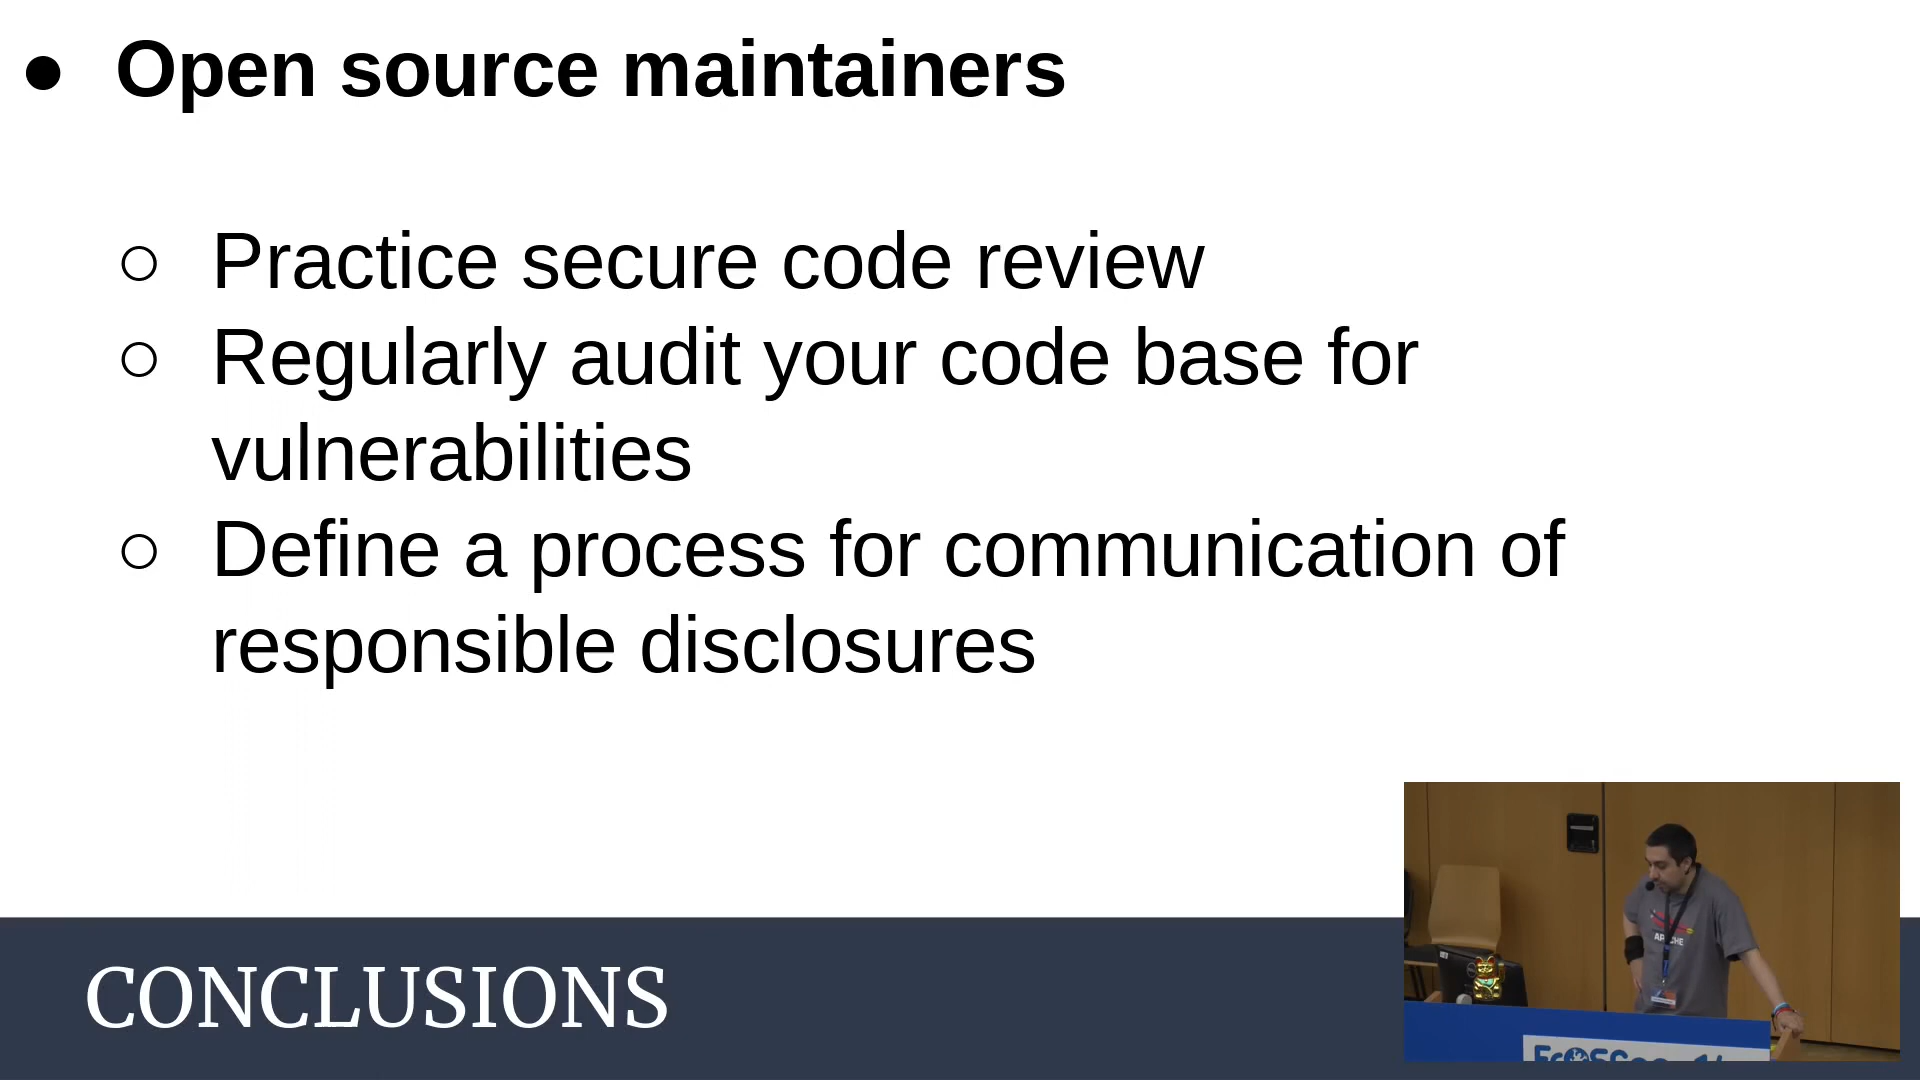 ● Open source maintainers
○ Practice secure code review
○ Regularly audit your code base for
vulnerabilities
○ Define a process for communication of
responsible disclosures
CONCLUSIONS
APACHE